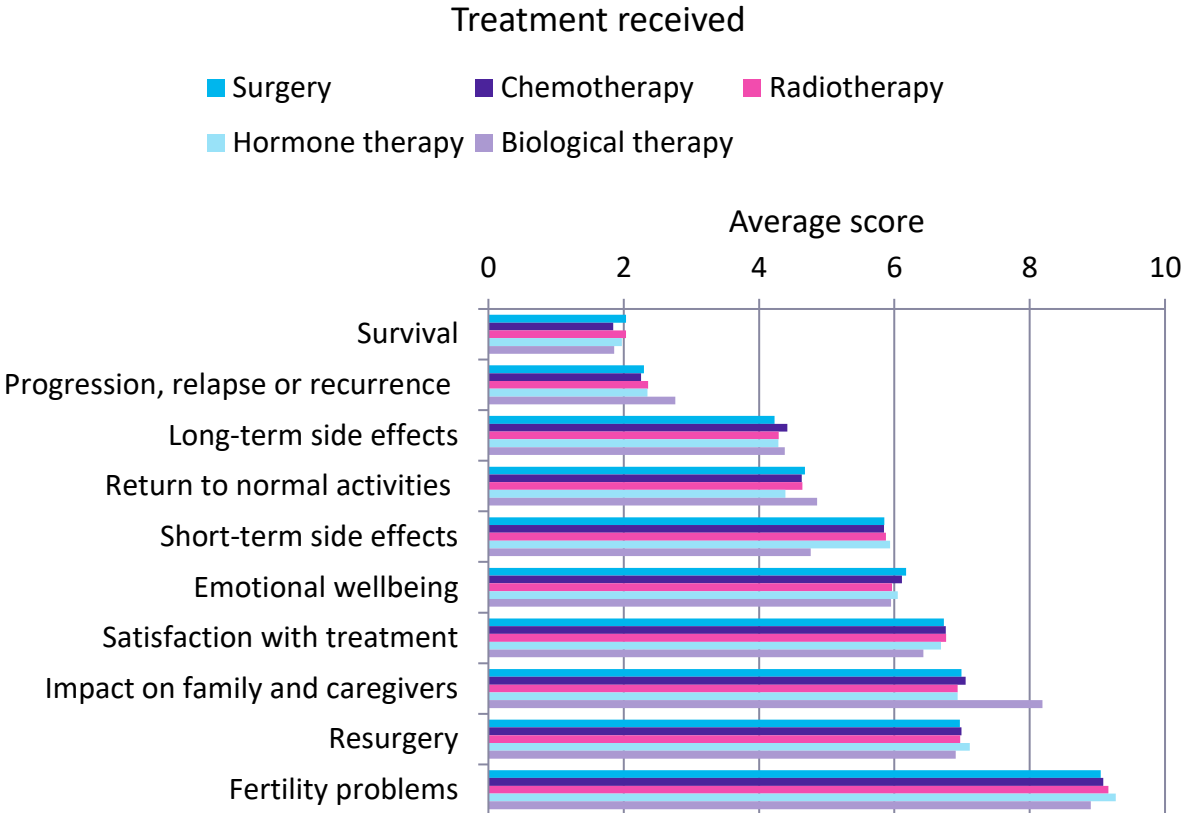 Treatment received
Surgery Chemotherapy Radiotherapy
Hormone therapy Biological therapy
Average score
0 2 4 6 8 10
Survival
Progression, relapse or recurrence
Long-term side effects
Return to normal activities
Short-term side effects
Emotional wellbeing
Satisfaction with treatment
Impact on family and caregivers
Resurgery
Fertility problems